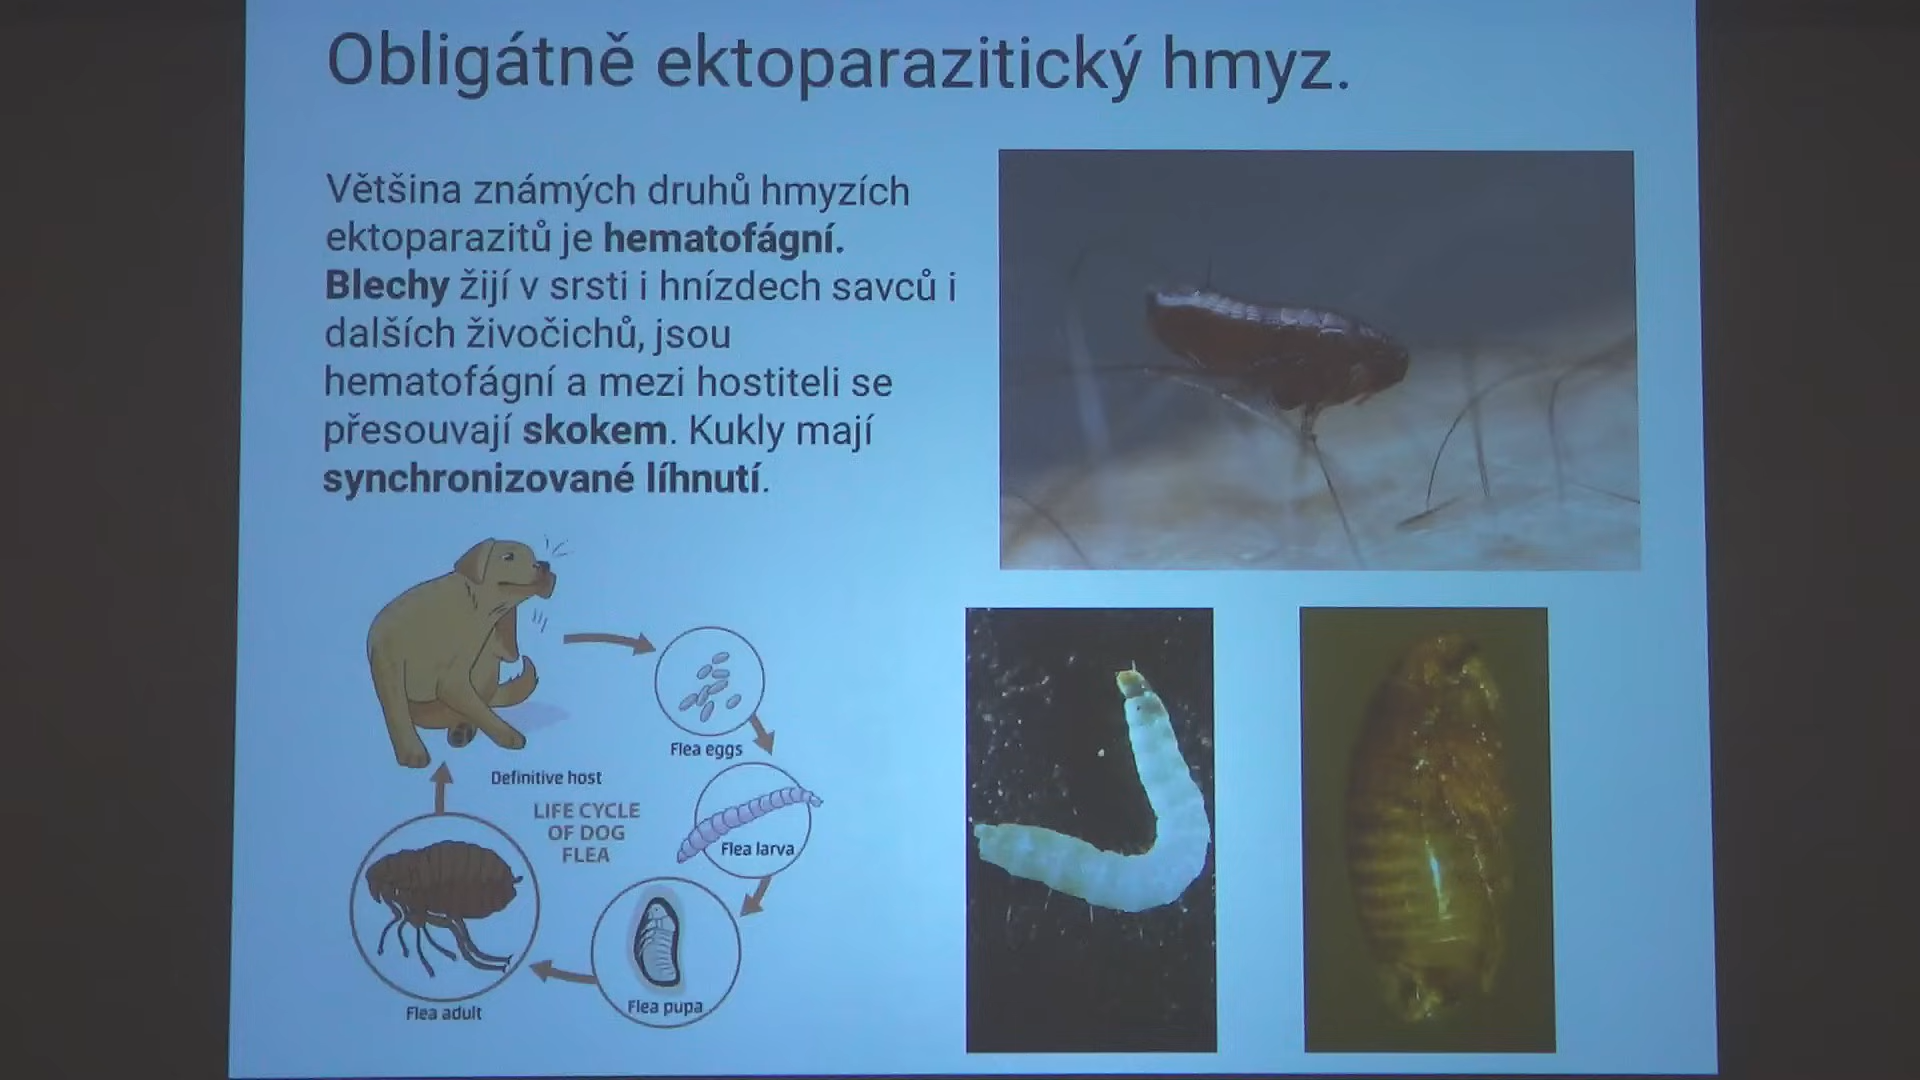 Obligátně ektoparazitický hmyz.
Většina známých druhů hmyzích
ektoparazitů je hematofágní.
Blechy žijí v srsti i hnízdech savců i
dalších živočichů, jsou
hematofágní a mezi hostiteli se
přesouvají skokem. Kukly mají
synchronizované líhnutí.
Flea eggs
Definitive host
LIFE CYCLE
OF DOG
FLEA
Flea larva
Flea pupa
Flea adult